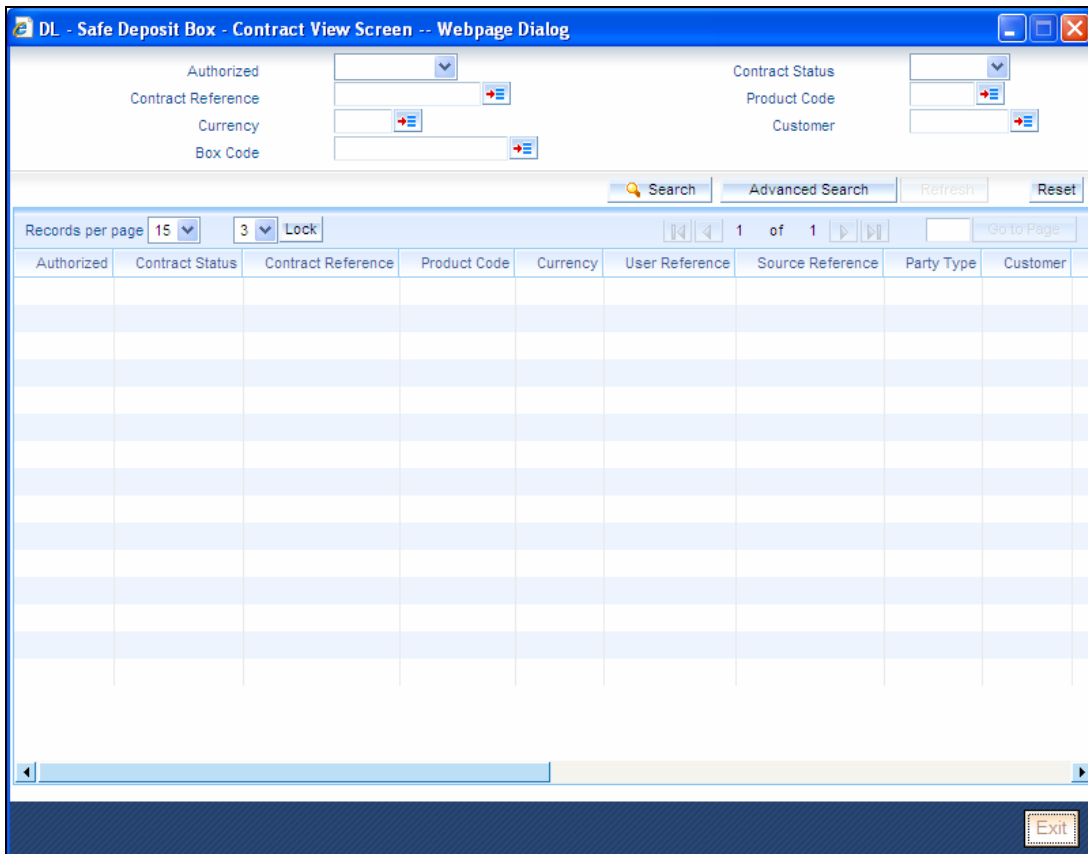 DL - Safe Deposit Box - Contract View Screen -- Webpage Dialog
Authorized Contract Status
Contract Reference Product Code
Currency Customer
Box Code
Search Advanced Search Refresh Reset
Records per page 15 3 Lock 1 of 1 Go to Page
Authorized Contract Status Contract Reference Product Code Currency User Reference Source Reference Party Type Customer
Exit